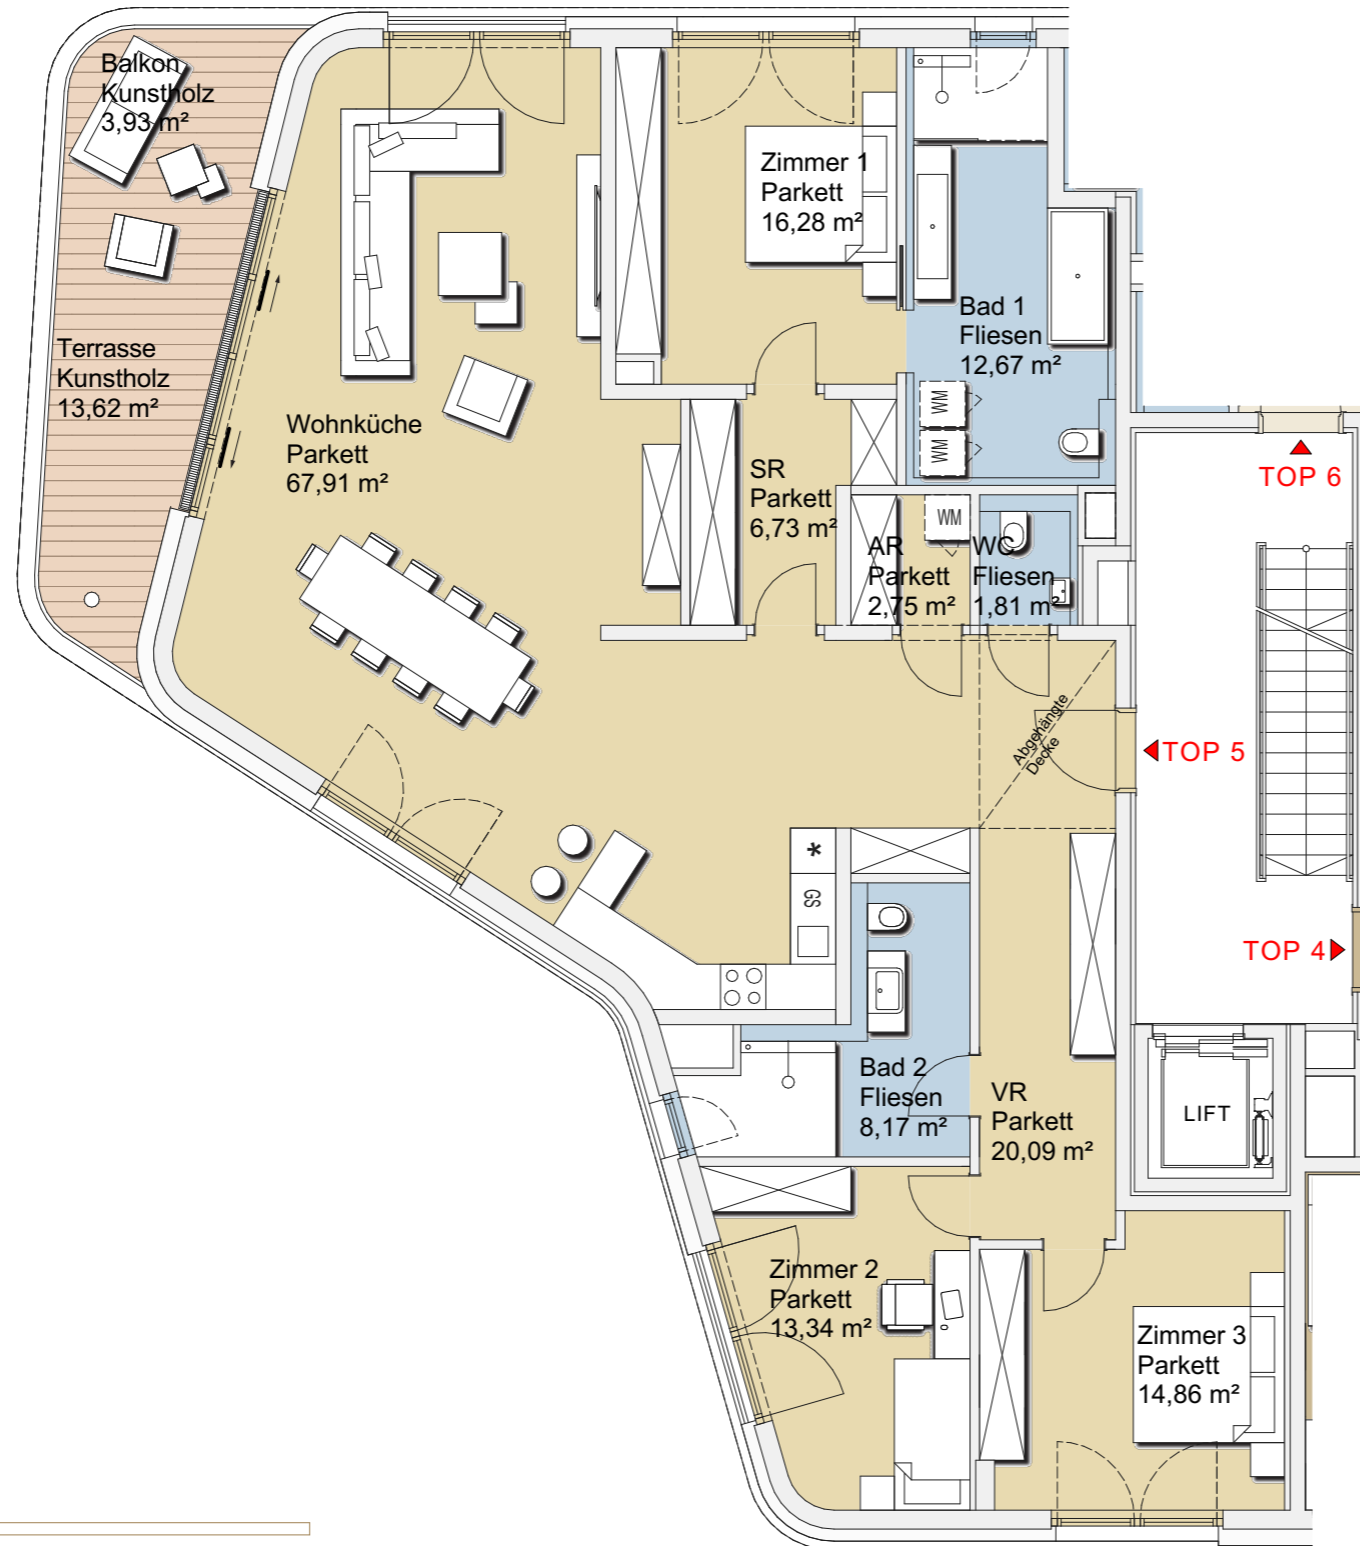 Balkon
Kunstholz
3,93 m²
Zimmer 1
Parkett
16,28 m²
Terrasse
Kunstholz
13,62 m²
Bad 1
Fliesen
12,67 m²
Wohnküche
Parkett
67,91 m²
WM
WM
SR
Parkett
6,73 m²
TOP 6
WM
AR
Parkett
2,75 m²
WC
Fliesen
1,81 m²
Abgehängte
Decke
TOP 5
*
GS
TOP 4
Bad 2
Fliesen
8,17 m²
VR
Parkett
20,09 m²
LIFT
Zimmer 2
Parkett
13,34 m²
Zimmer 3
Parkett
14,86 m²